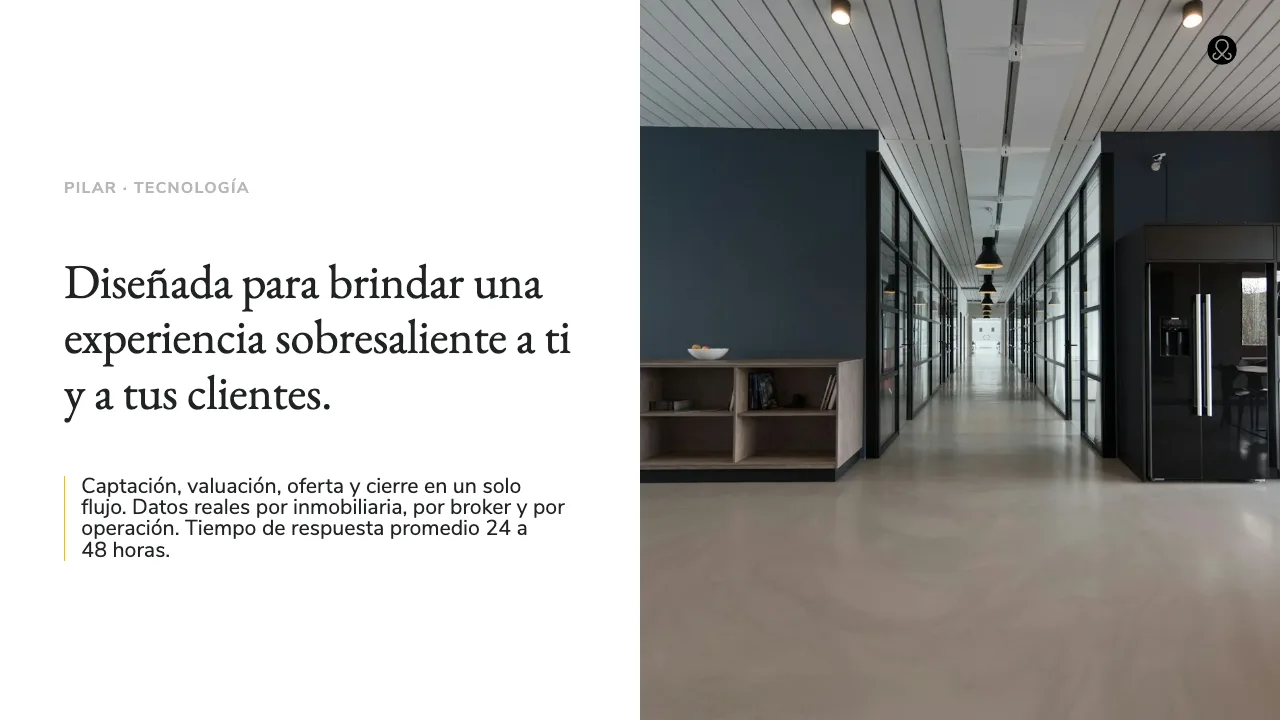 PILAR · TECNOLOGÍA
Diseñada para brindar una
experiencia sobresaliente a ti
y a tus clientes.
Captación, valuación, oferta y cierre en un solo
flujo. Datos reales por inmobiliaria, por broker y por
operación. Tiempo de respuesta promedio 24 a
48 horas.